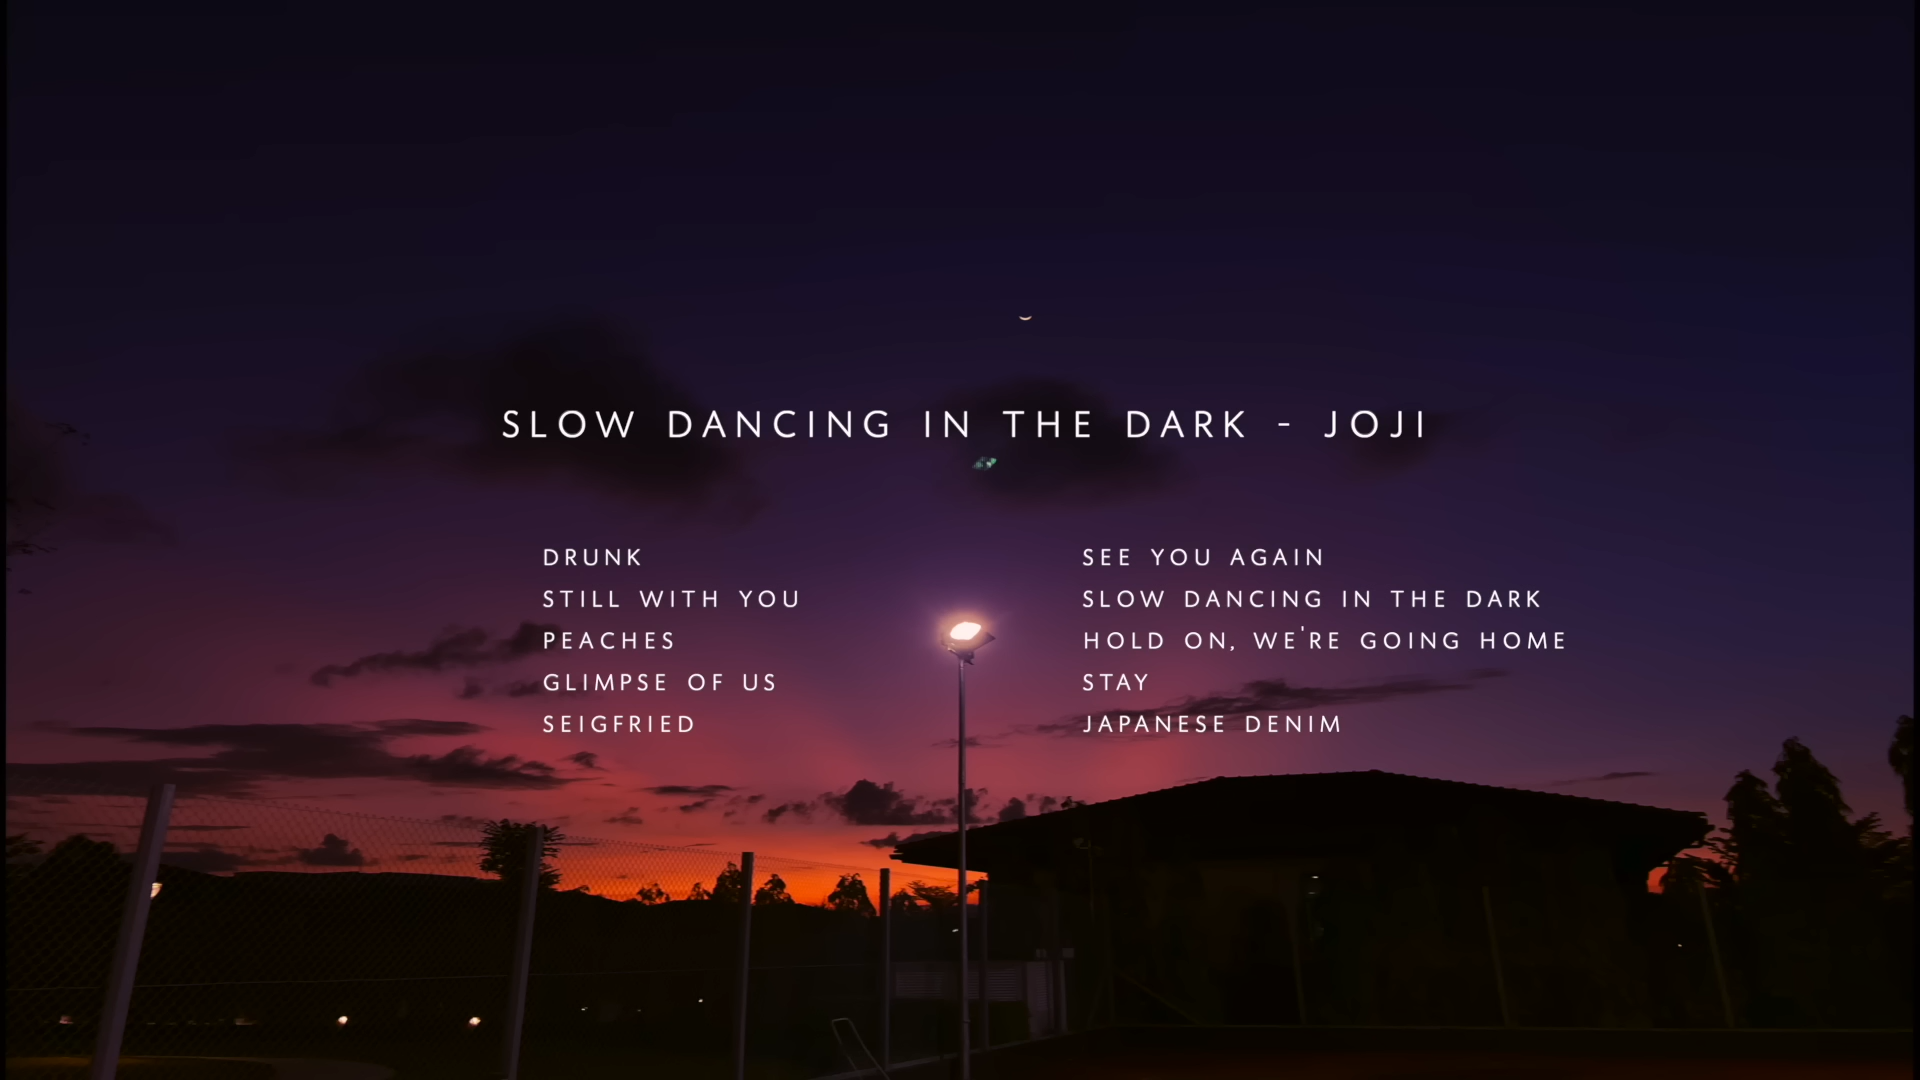 SLOW DANCING IN THE DARK - JOJI
DRUNK
STILL WITH YOU
PEACHES
GLIMPSE OF US
SEIGFRIED
SEE YOU AGAIN
SLOW DANCING IN THE DARK
HOLD ON, WE'RE GOING HOME
STAY
JAPANESE DENIM